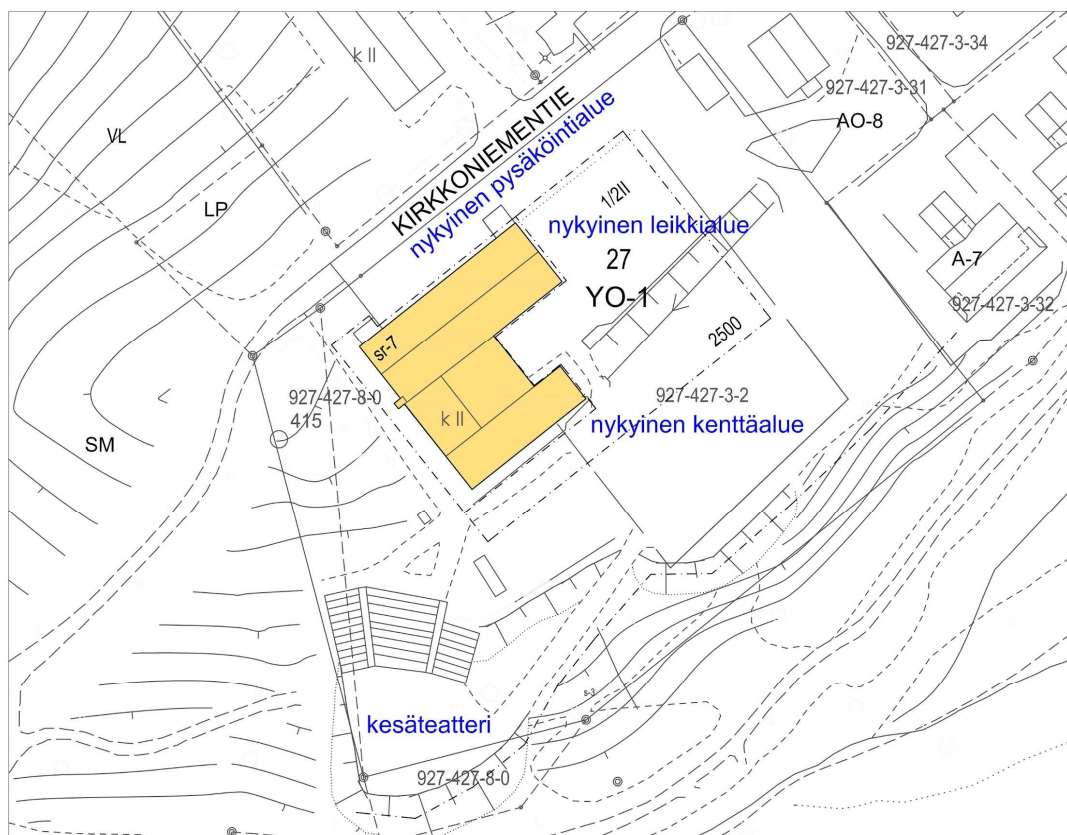 927-427-3-34
k II
927-427-3-31
KIRKKONIEMENTIE
nykyinen pysäköintialue
VL
AO-8
LP
1/2II
nykyinen leikkialue
27
A-7
YO-1
927-427-3-32
sr-7
2500
927-427-8-0
415
927-427-3-2
k II
nykyinen kenttäalue
SM
s-3
kesäteatteri
927-427-8-0